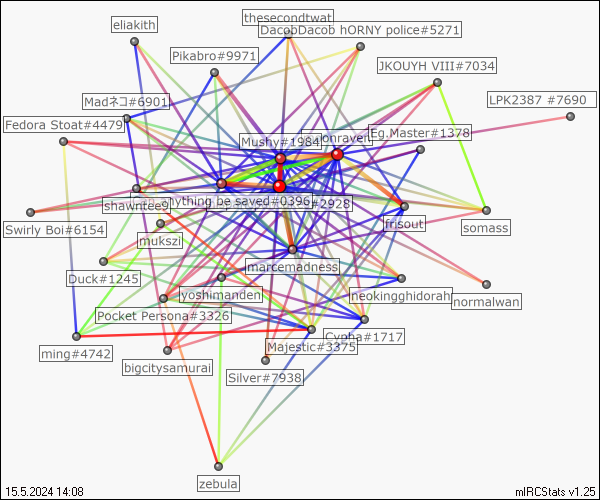 thesecondtwat
eliakith
DacobDacob hORNY police#5271
Pikabro#9971
JKOUYH VIII#7034
LPK2387 #7690
Madネコ#6901
Fedora Stoat#4479
Eg.Master#1378
Mushy#1984
onraven
shawntee9
ything be saved#0396
#2928
frisout
somass
Swirly Boi#6154
mukszi
marcemadness
Duck#1245
yoshimanden
neokingghidorah
normalwan
Pocket Persona#3326
Cypha#1717
Majestic#3375
ming#4742
bigcitysamurai
Silver#7938
zebula
15.5.2024 14:08
mIRCStats v1.25